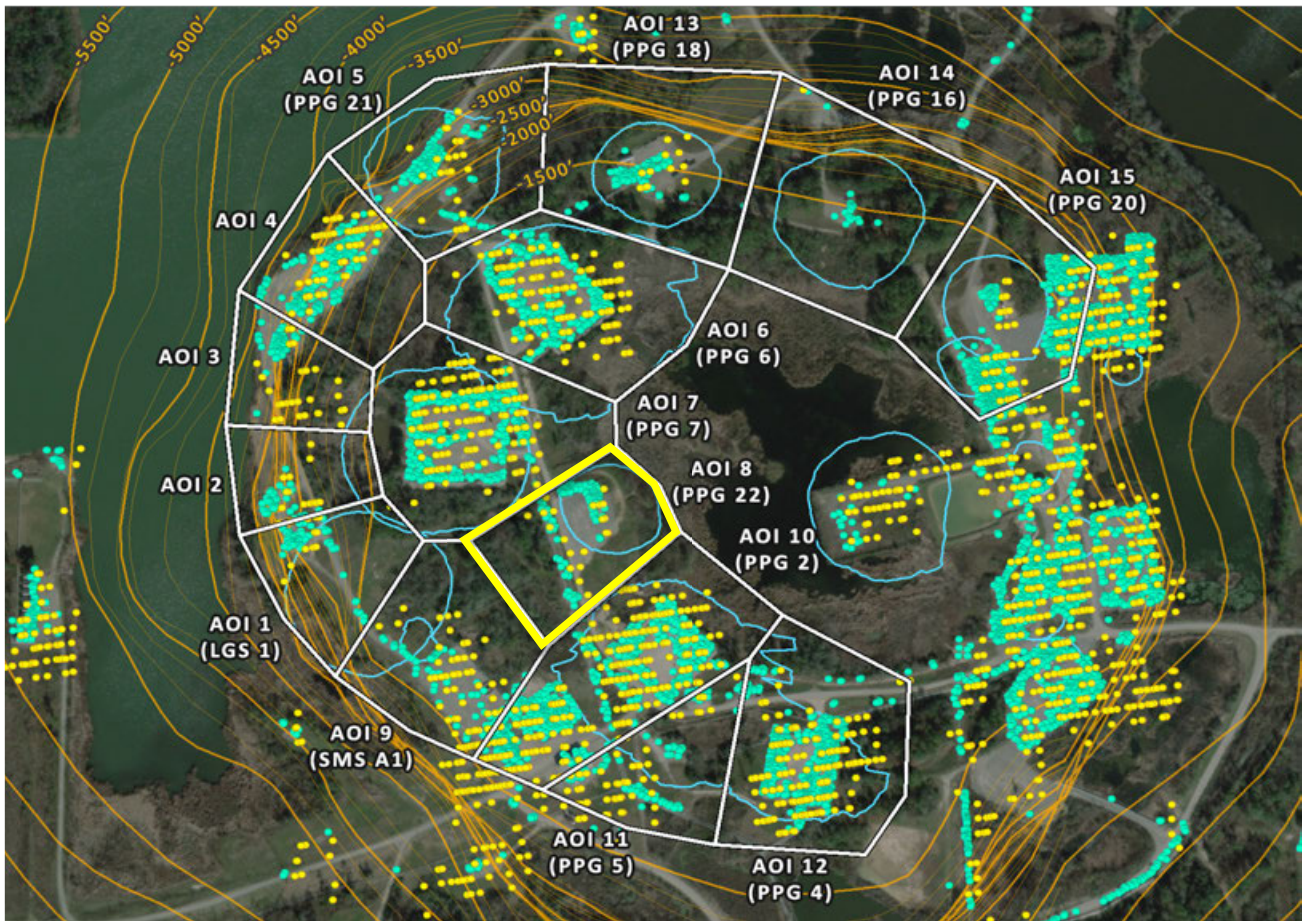 -5500'
-5000'
-4500'
-4000'
-3500'
-3000'
-2500'
-2000'
-1500'
AOI 13
(PPG 18)
AOI 5
(PPG 21)
AOI 14
(PPG 16)
AOI 15
(PPG 20)
AOI 4
AOI 3
AOI 6
(PPG 6)
AOI 7
(PPG 7)
AOI 2
AOI 8
(PPG 22)
AOI 10
(PPG 2)
AOI 1
(LGS 1)
AOI 9
(SMS A1)
AOI 11
(PPG 5)
AOI 12
(PPG 4)